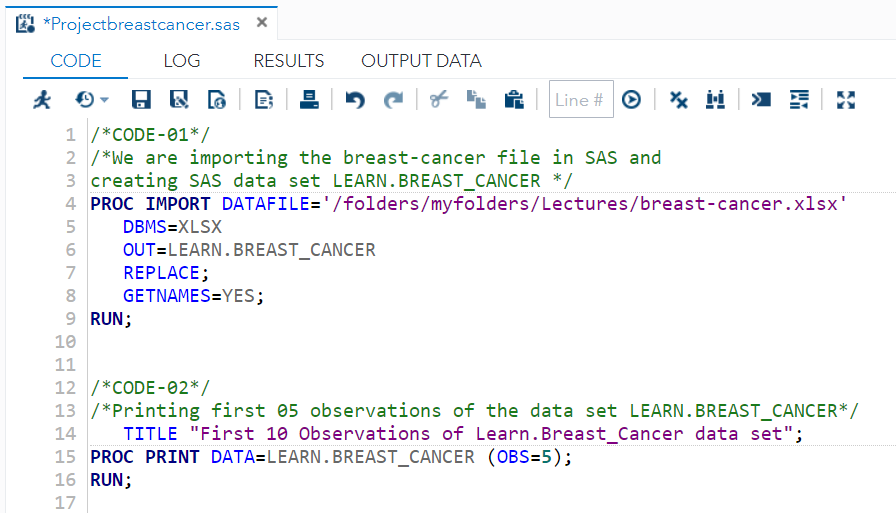 *Projectbreastcancer.sas ×
CODE LOG RESULTS OUTPUT DATA
Line #
1 /*CODE-01*/
2 /*We are importing the breast-cancer file in SAS and
3 creating SAS data set LEARN.BREAST_CANCER */
4 PROC IMPORT DATAFILE='/folders/myfolders/Lectures/breast-cancer.xlsx'
5 DBMS=XLSX
6 OUT=LEARN.BREAST_CANCER
7 REPLACE;
8 GETNAMES=YES;
9 RUN;
10
11
12 /*CODE-02*/
13 /*Printing first 05 observations of the data set LEARN.BREAST_CANCER*/
14 TITLE "First 10 Observations of Learn.Breast_Cancer data set";
15 PROC PRINT DATA=LEARN.BREAST_CANCER (OBS=5);
16 RUN;
17